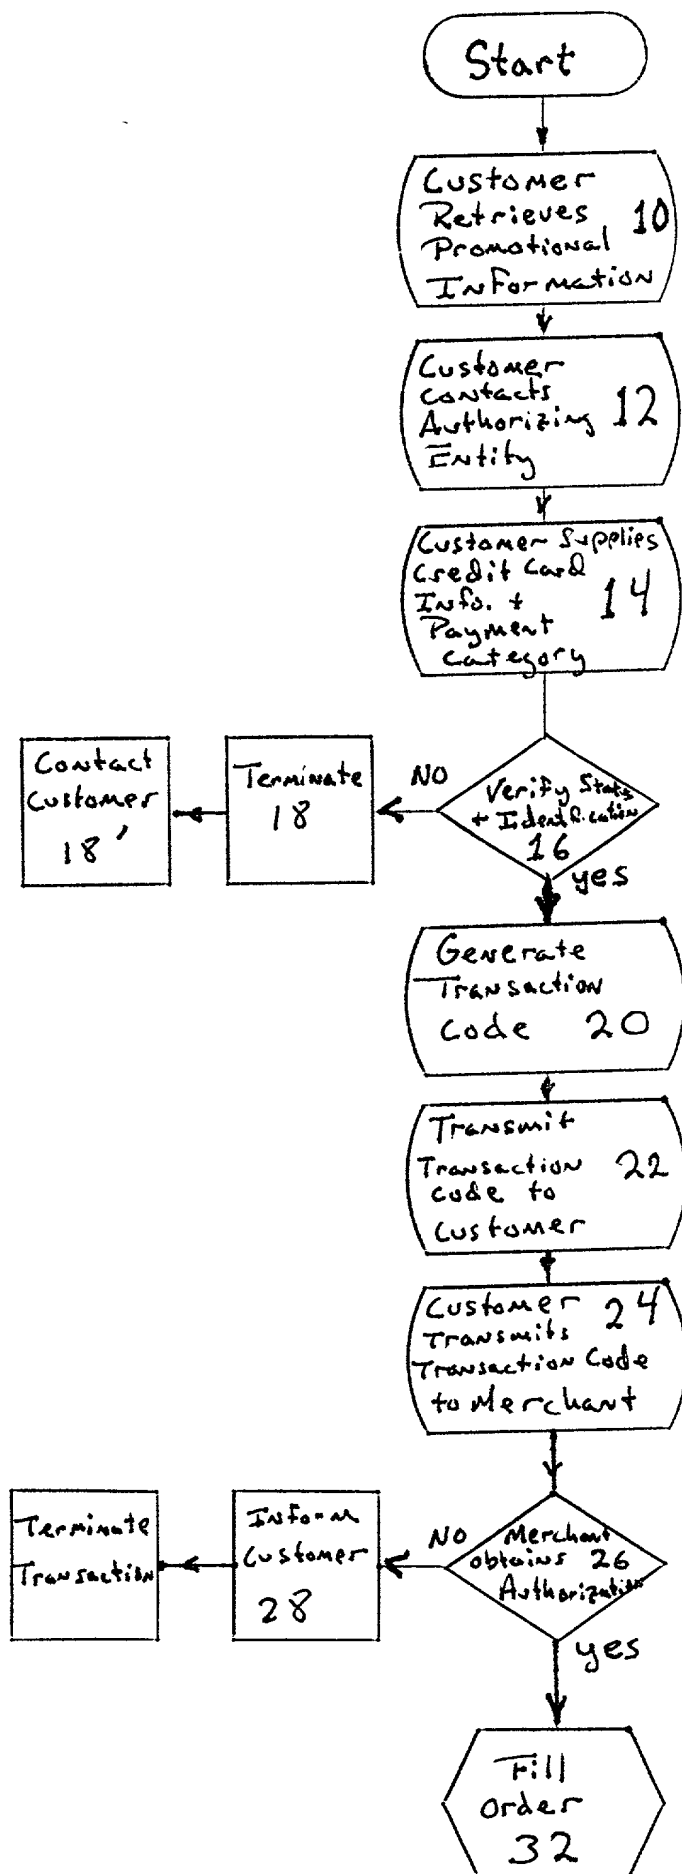 Start
Customer
Retrieves 10
Promotional
Information
Customer
Contacts
Authorizing 12
Entity
Customer Supplies
Credit Card
Info. + 14
Payment
Category
Verify Status
+ Identification
16
NO
Terminate
18
Contact
Customer
18'
yes
Generate
Transaction
Code 20
Transmit
Transaction 22
Code to
Customer
Customer 24
Transmits
Transaction Code
to Merchant
Merchant
obtains 26
Authorization
NO
Inform
Customer
28
Terminate
Transaction
yes
Fill
Order
32